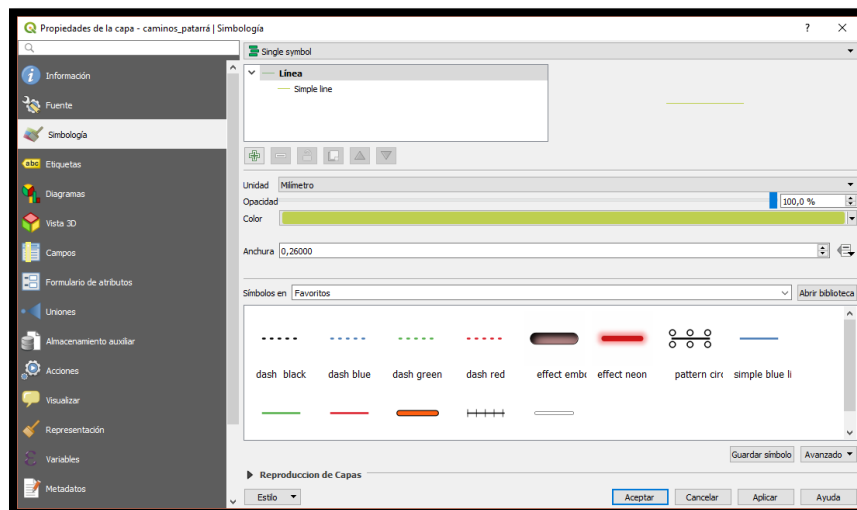 Propiedades de la capa - caminos_patarrá | Simbología
? X
Información
Fuente
Simbología
abc Etiquetas
Diagramas
Vista 3D
Campos
Formulario de atributos
Uniones
Almacenamiento auxiliar
Acciones
Visualizar
Representación
Variables
Metadatos
Single symbol
Línea
Simple line
Unidad Milímetro
Opacidad 100,0 %
Color
Anchura 0,26000
Símbolos en Favoritos Abrir biblioteca
dash black dash blue dash green dash red effect embo effect neon pattern circ simple blue li
Guardar símbolo Avanzado
Reproduccion de Capas
Estilo Aceptar Cancelar Aplicar Ayuda